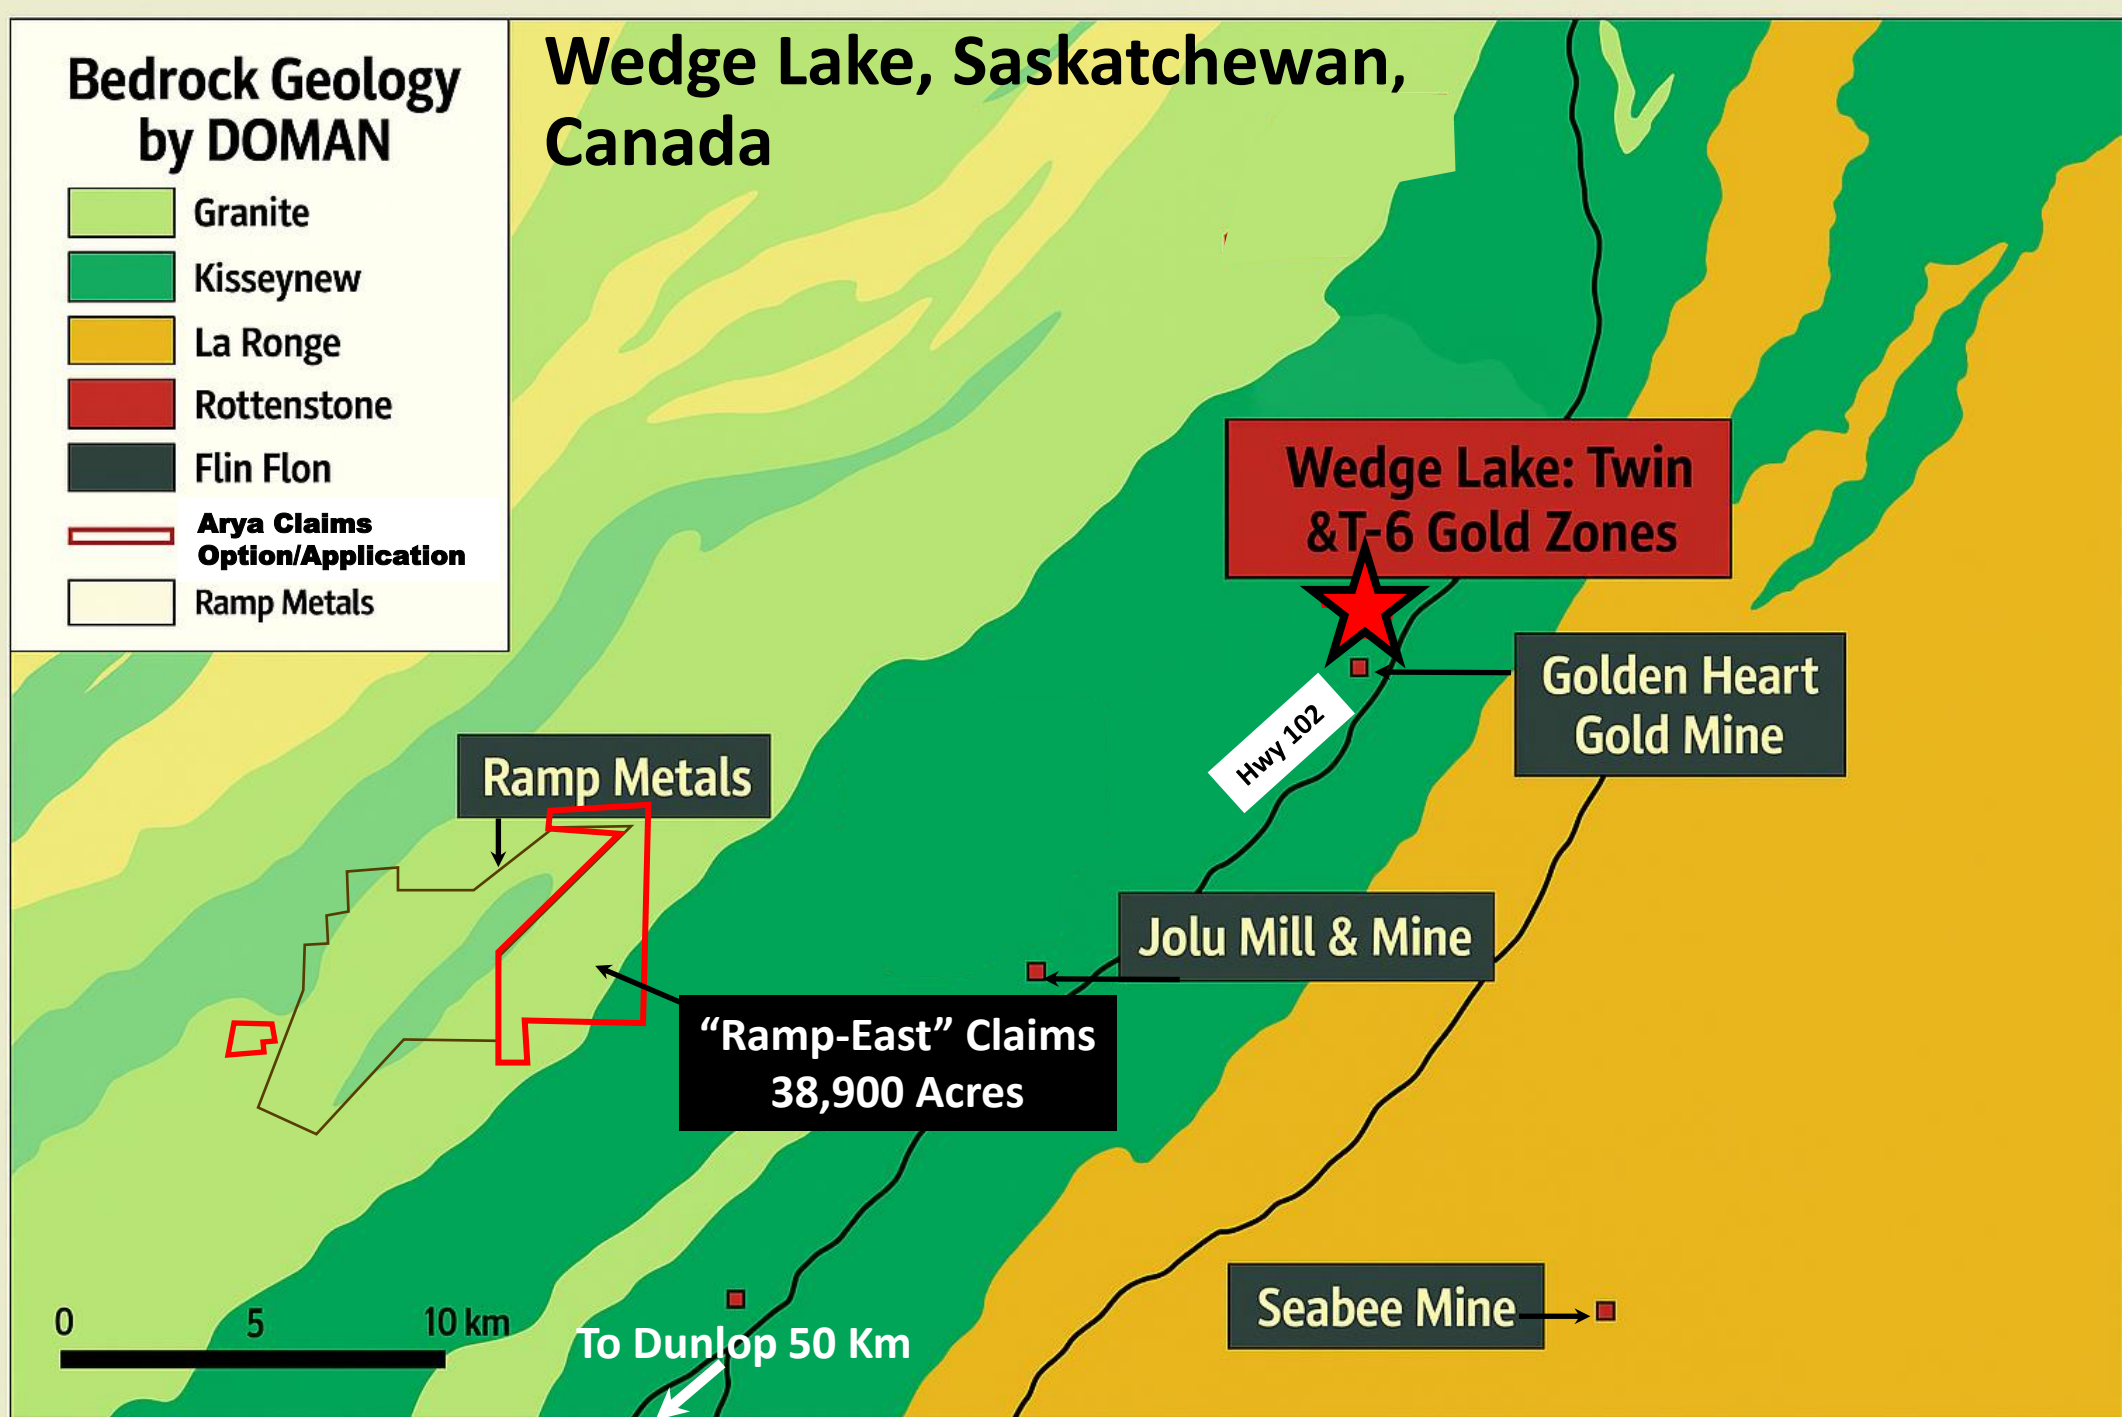 Wedge Lake, Saskatchewan,
Canada
Bedrock Geology
by DOMAN
Granite
Kisseynew
La Ronge
Rottenstone
Flin Flon
Arya Claims
Option/Application
Ramp Metals
Wedge Lake: Twin
&T-6 Gold Zones
Golden Heart
Gold Mine
Hwy 102
Ramp Metals
Jolu Mill & Mine
"Ramp-East" Claims
38,900 Acres
Seabee Mine
0 5 10 km
To Dunlop 50 Km